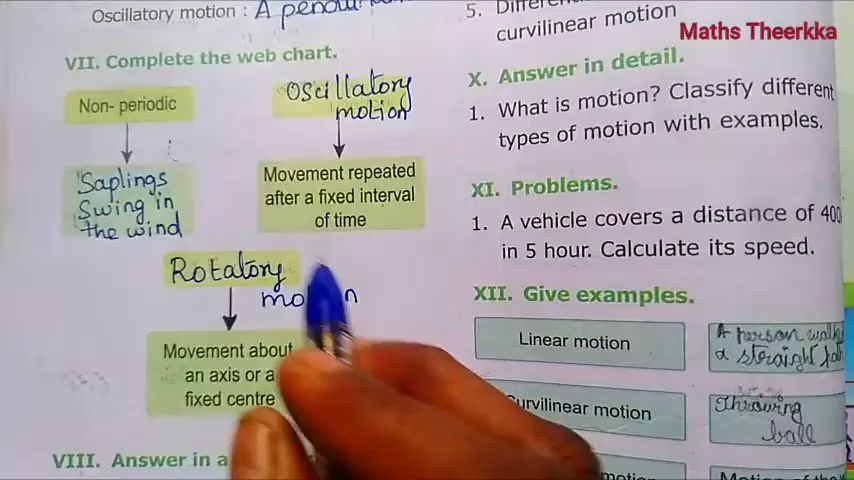 Oscillatory motion : A
5.
curvilinear motion
Maths Theerkka
VII. Complete the web chart.
Non- periodic
Saplings
Swing in
the wind
Oscillatory
motion
Movement repeated
after a fixed interval
of time
Rotatory
Movement about
an axis or a
fixed centre
VIII. Answer in a
X. Answer in detail.
1. What is motion? Classify different
types of motion with examples.
XI. Problems.
1. A vehicle covers a distance of 400
in 5 hour. Calculate its speed.
XII. Give examples.
Linear motion
A person walks
a straight
Curvilinear motion
Throwing
ball